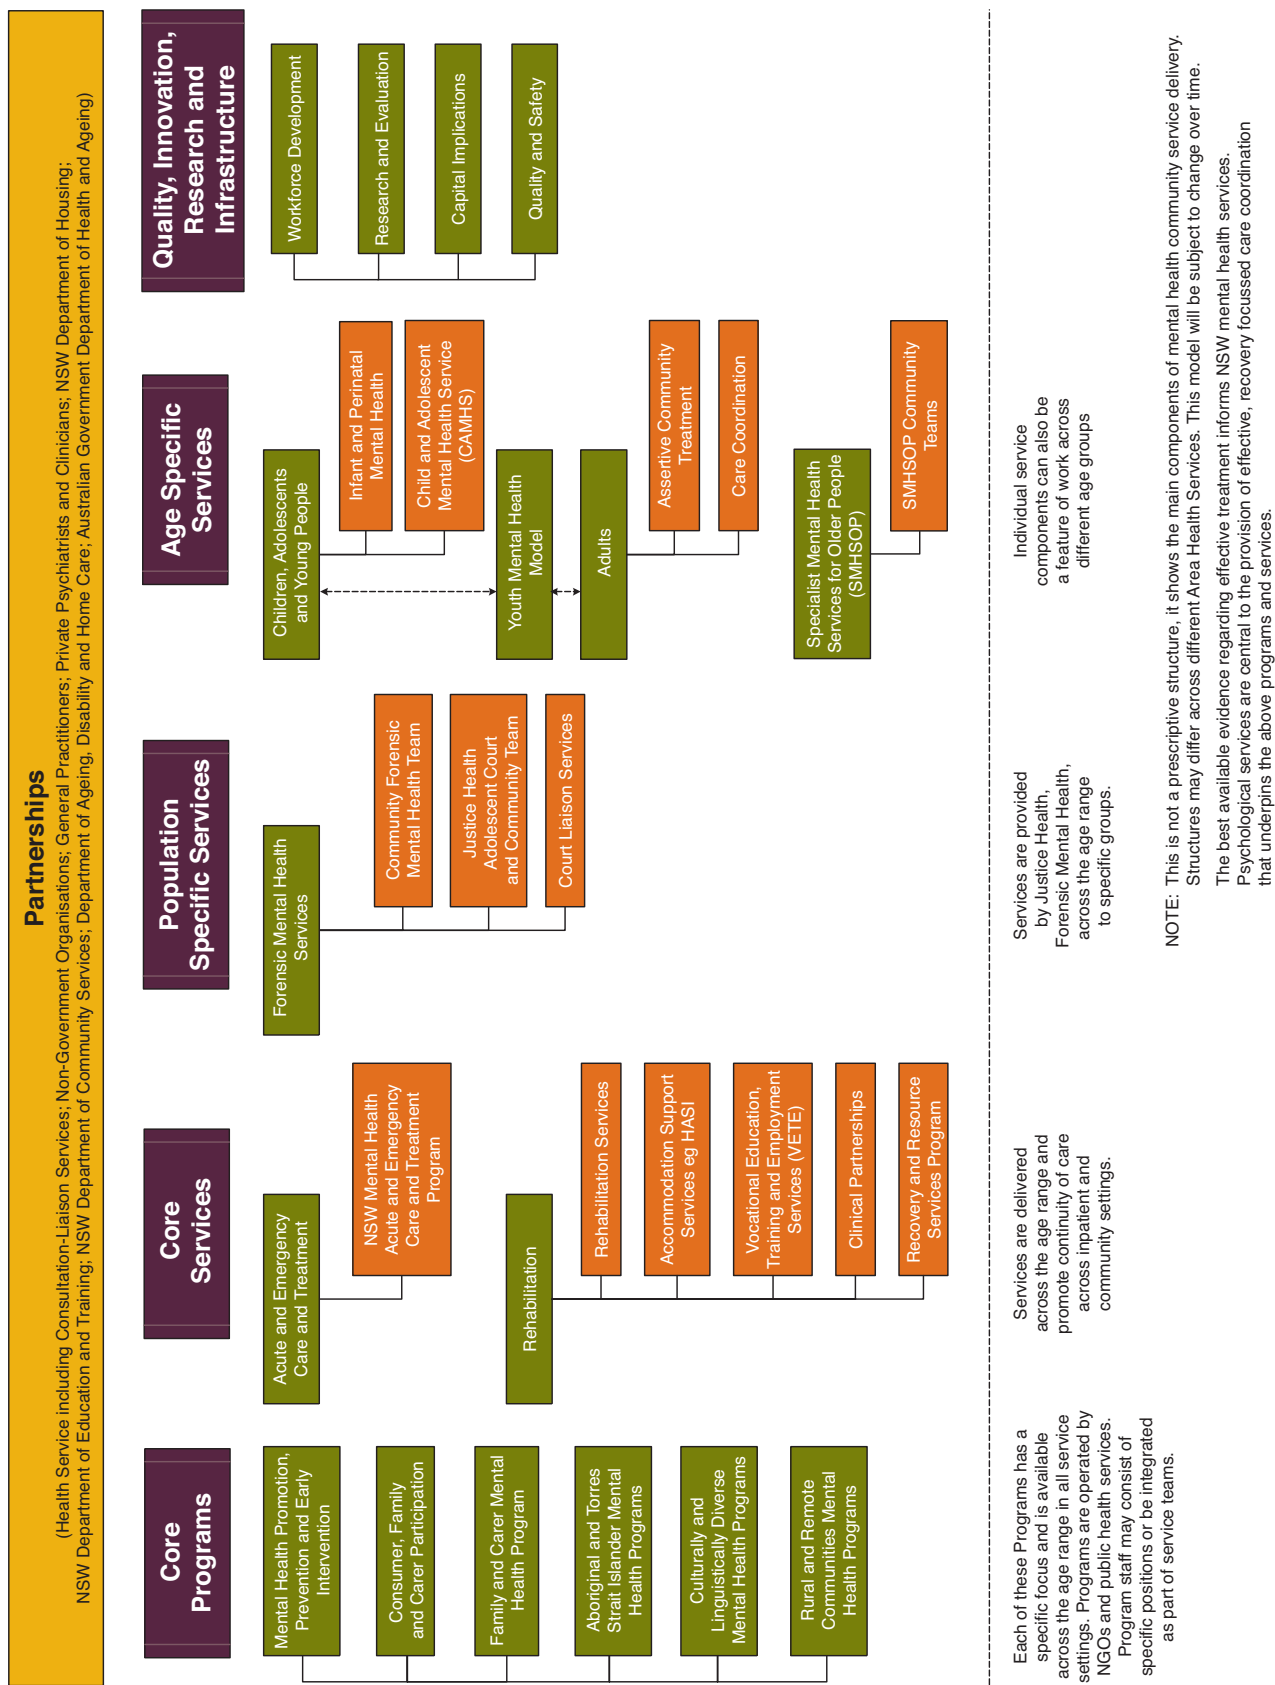 Partnerships
(Health Service including Consultation-Liaison Services; Non-Government Organisations; General Practitioners; Private Psychiatrists and Clinicians; NSW Department of Housing;
NSW Department of Education and Training; NSW Department of Community Services; Department of Ageing, Disability and Home Care; Australian Government Department of Health and Ageing)
Core
Programs
Mental Health Promotion,
Prevention and Early
Intervention
Consumer, Family
and Carer Participation
Family and Carer Mental
Health Program
Aboriginal and Torres
Strait Islander Mental
Health Programs
Culturally and
Linguistically Diverse
Mental Health Programs
Rural and Remote
Communities Mental
Health Programs
Each of these Programs has a
specific focus and is available
across the age range in all service
settings. Programs are operated by
NGOs and public health services.
Program staff may consist of
specific positions or be integrated
as part of service teams.
Core
Services
Acute and Emergency
Care and Treatment
NSW Mental Health
Acute and Emergency
Care and Treatment
Program
Rehabilitation
Rehabilitation Services
Accommodation Support
Services eg HASI
Vocational Education,
Training and Employment
Services (VETE)
Clinical Partnerships
Recovery and Resource
Services Program
Services are delivered
across the age range and
promote continuity of care
across inpatient and
community settings.
Population
Specific Services
Forensic Mental Health
Services
Community Forensic
Mental Health Team
Justice Health
Adolescent Court
and Community Team
Court Liaison Services
Services are provided
by Justice Health,
Forensic Mental Health,
across the age range
to specific groups.
Age Specific
Services
Children, Adolescents
and Young People
Infant and Perinatal
Mental Health
Child and Adolescent
Mental Health Service
(CAMHS)
Youth Mental Health
Model
Adults
Assertive Community
Treatment
Care Coordination
Specialist Mental Health
Services for Older People
(SMHSOP)
SMHSOP Community
Teams
Individual service
components can also be
a feature of work across
different age groups
Quality, Innovation,
Research and
Infrastructure
Workforce Development
Research and Evaluation
Capital Implications
Quality and Safety
NOTE: This is not a prescriptive structure, it shows the main components of mental health community service delivery.
Structures may differ across different Area Health Services. This model will be subject to change over time.
The best available evidence regarding effective treatment informs NSW mental health services.
Psychological services are central to the provision of effective, recovery focussed care coordination
that underpins the above programs and services.